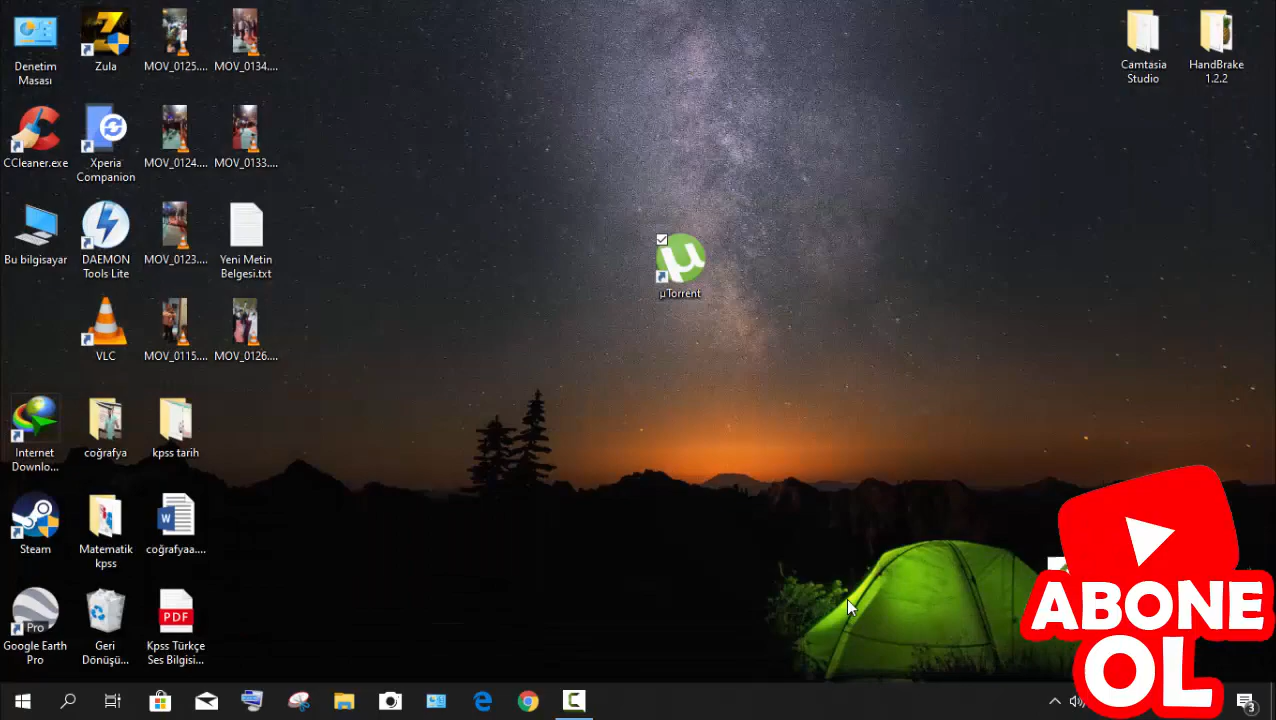 Denetim
Masası
Zula
MOV_0125....
MOV_0134....
CCleaner.exe
Xperia
Companion
MOV_0124....
MOV_0133....
Bu bilgisayar
DAEMON
Tools Lite
MOV_0123....
Yeni Metin
Belgesi.txt
VLC
MOV_0115....
MOV_0126....
Internet
Downlo...
coğrafya
kpss tarih
Steam
Matematik
kpss
W
coğrafyaa....
Pro
Google Earth
Pro
Geri
Dönüşü...
PDF
Kpss Türkçe
Ses Bilgisi...
µ
µTorrent
Camtasia
Studio
HandBrake
1.2.2
ABONE
OL
3